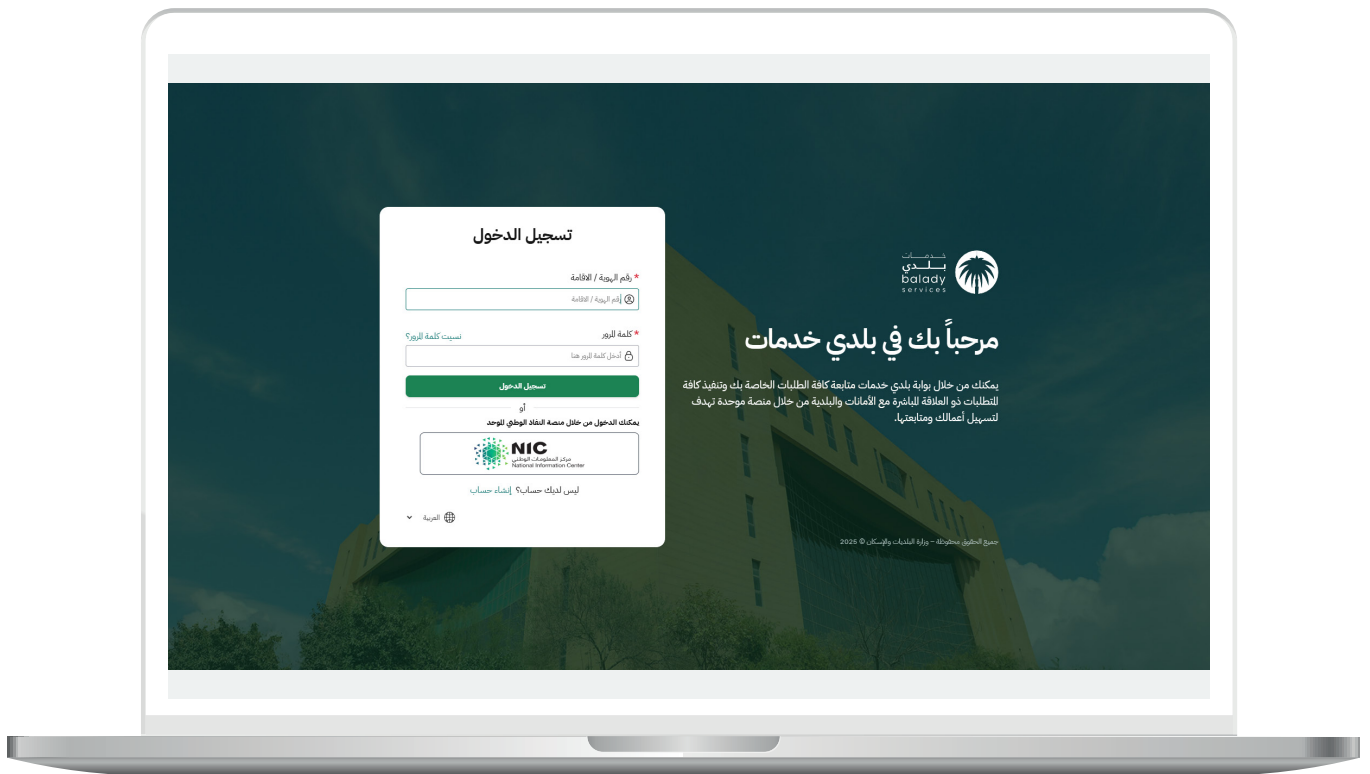 خدمات
بلدي
balady
services
مرحباً بك في بلدي خدمات
يمكنك من خلال بوابة بلدي خدمات متابعة كافة الطلبات الخاصة بك وتنفيذ كافة
المتطلبات ذو العلاقة المباشرة مع الأمانات والبلدية من خلال منصة موحدة تهدف
لتسهيل أعمالك ومتابعتها.
جميع الحقوق محفوظة – وزارة البلديات والإسكان © 2025
تسجيل الدخول
* رقم الهوية / الاقامة
رقم الهوية / الاقامة
* كلمة المرور
نسيت كلمة المرور؟
أدخل كلمة المرور هنا
تسجيل الدخول
أو
يمكنك الدخول من خلال منصة النفاذ الوطني الموحد
NIC
مركز المعلومات الوطني
National Information Center
ليس لديك حساب؟ إنشاء حساب
العربية